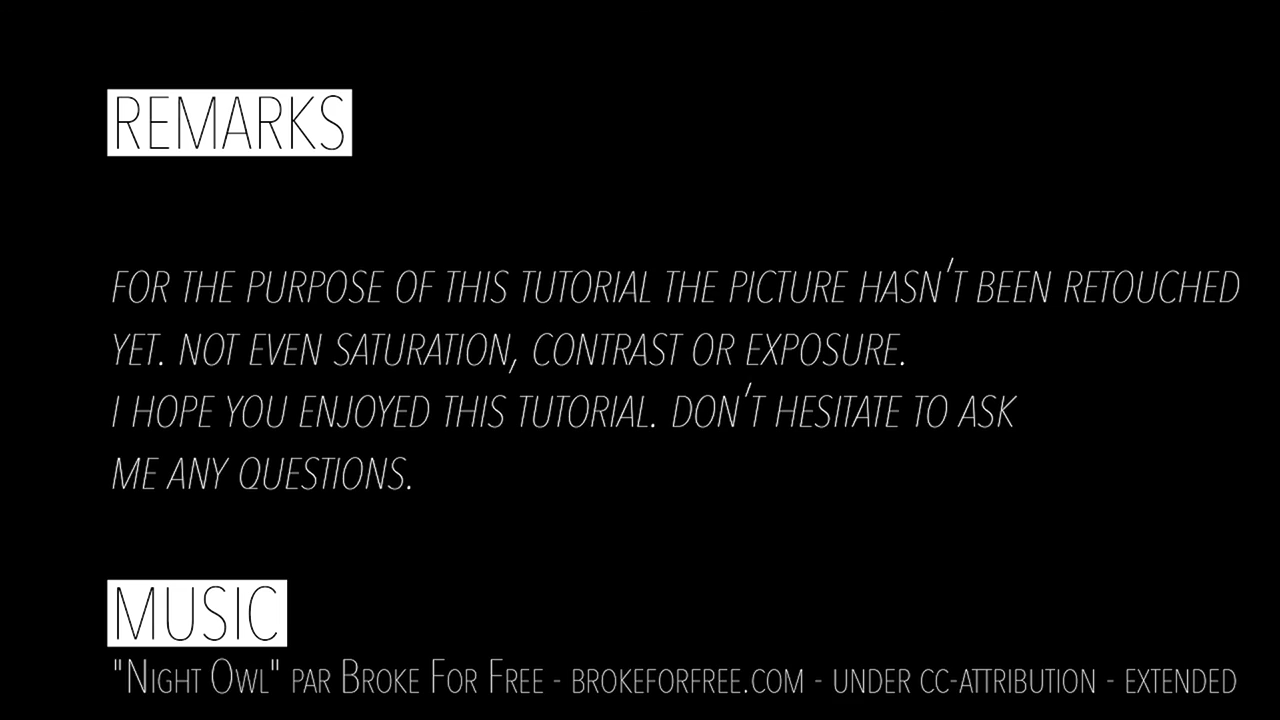 REMARKS
FOR THE PURPOSE OF THIS TUTORIAL THE PICTURE HASN'T BEEN RETOUCHED
YET. NOT EVEN SATURATION, CONTRAST OR EXPOSURE.
I HOPE YOU ENJOYED THIS TUTORIAL. DON'T HESITATE TO ASK
ME ANY QUESTIONS.
MUSIC
"NIGHT OWL" PAR BROKE FOR FREE - BROKEFORFREE.COM - UNDER CC-ATTRIBUTION - EXTENDED